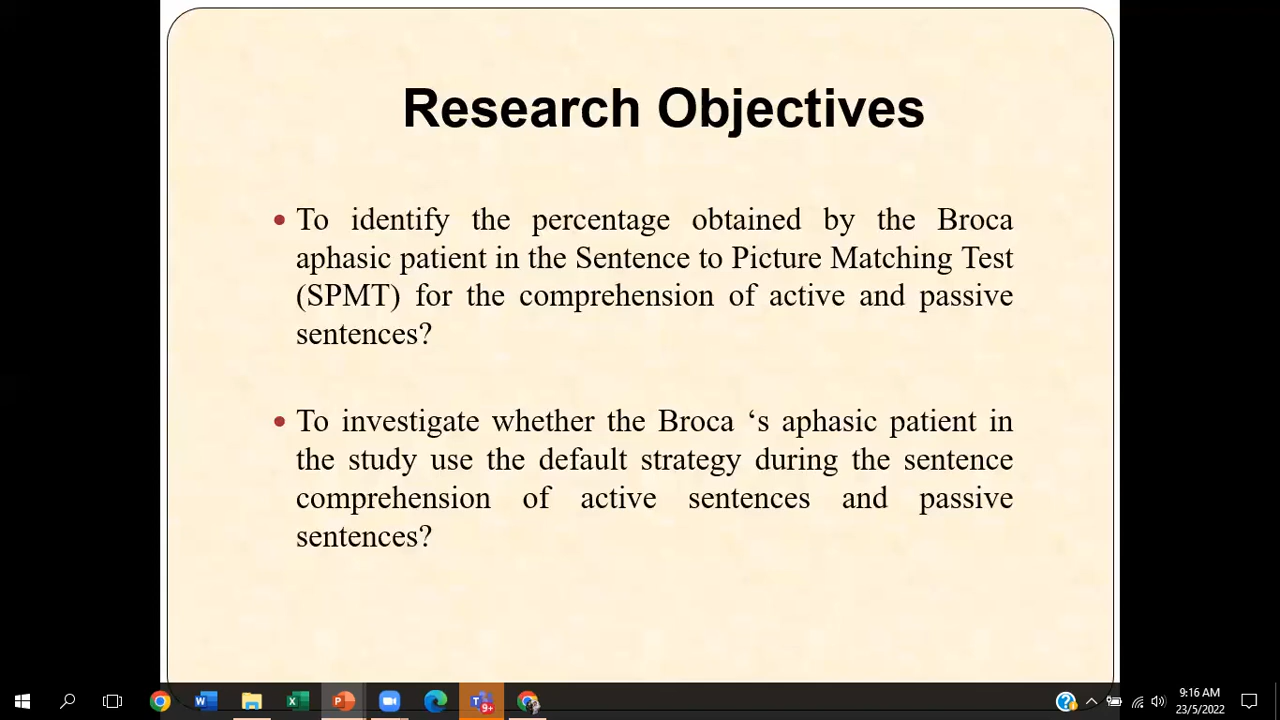 Research Objectives
• To identify the percentage obtained by the Broca
aphasic patient in the Sentence to Picture Matching Test
(SPMT) for the comprehension of active and passive
sentences?
• To investigate whether the Broca ‘s aphasic patient in
the study use the default strategy during the sentence
comprehension of active sentences and passive
sentences?
9+
9:16 AM
23/5/2022